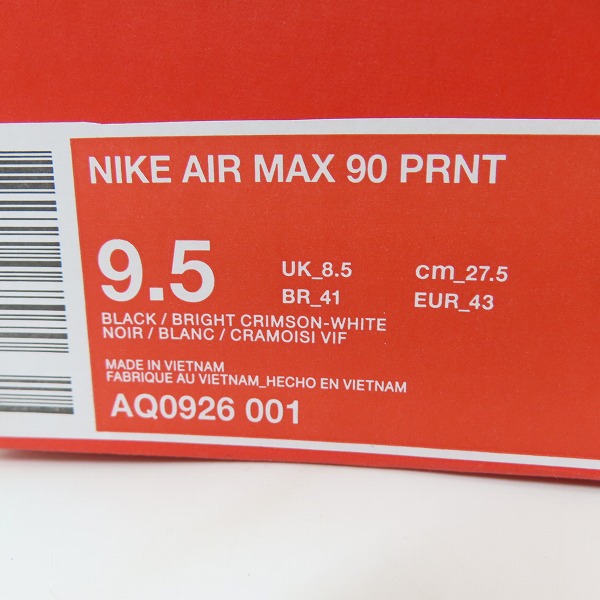 NIKE AIR MAX 90 PRNT
9.5 UK_8.5 cm_27.5
BR_41 EUR_43
BLACK / BRIGHT CRIMSON-WHITE
NOIR / BLANC / CRAMOISI VIF
MADE IN VIETNAM
FABRIQUE AU VIETNAM_HECHO EN VIETNAM
AQ0926 001